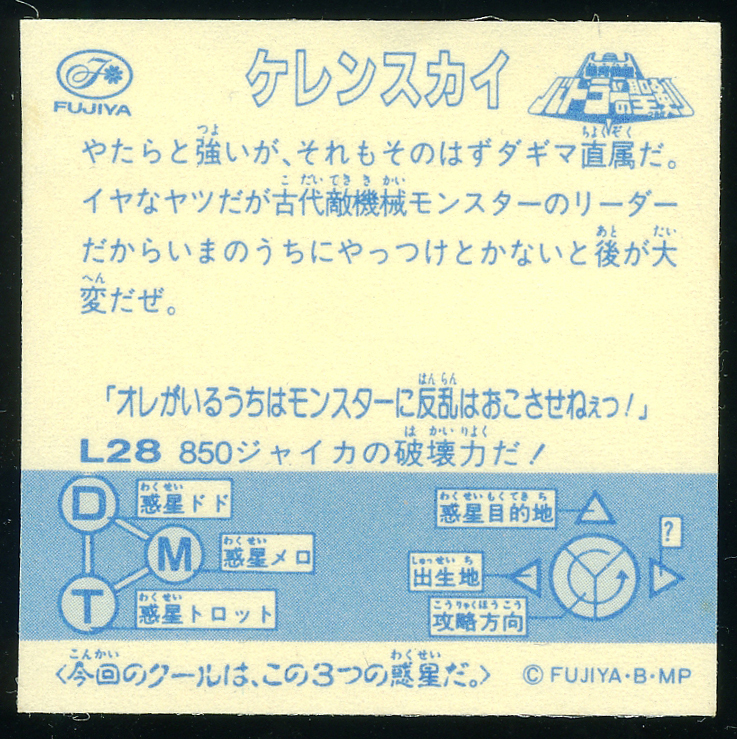 FUJIYA
ケレンスカイ
バトラーの聖剣
やたらと強いが、それもそのはずダギマ直属だ。
イヤなヤツだが古代敵機械モンスターのリーダー
だからいまのうちにやっつけとかないと後が大
変だぜ。
「オレがいるうちはモンスターに反乱はおこさせねぇっ!」
L28 850ジャイカの破壊力だ!
D 惑星ドド
M 惑星メロ
T 惑星トロット
惑星目的地
?
出生地
攻略方向
〈今回のクールは、この3つの惑星だ。〉
© FUJIYA・B・MP